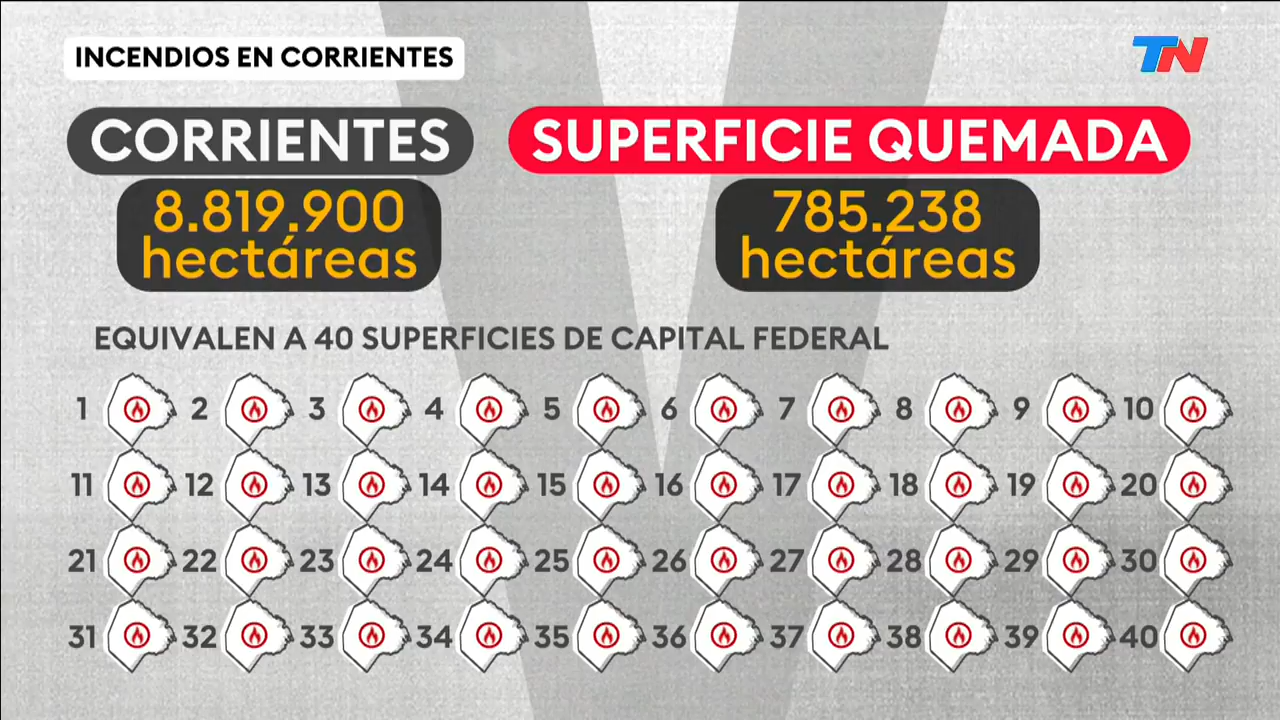 INCENDIOS EN CORRIENTES
TN
CORRIENTES
SUPERFICIE QUEMADA
8.819.900
hectáreas
785.238
hectáreas
EQUIVALEN A 40 SUPERFICIES DE CAPITAL FEDERAL
1 2 3 4 5 6 7 8 9 10
11 12 13 14 15 16 17 18 19 20
21 22 23 24 25 26 27 28 29 30
31 32 33 34 35 36 37 38 39 40